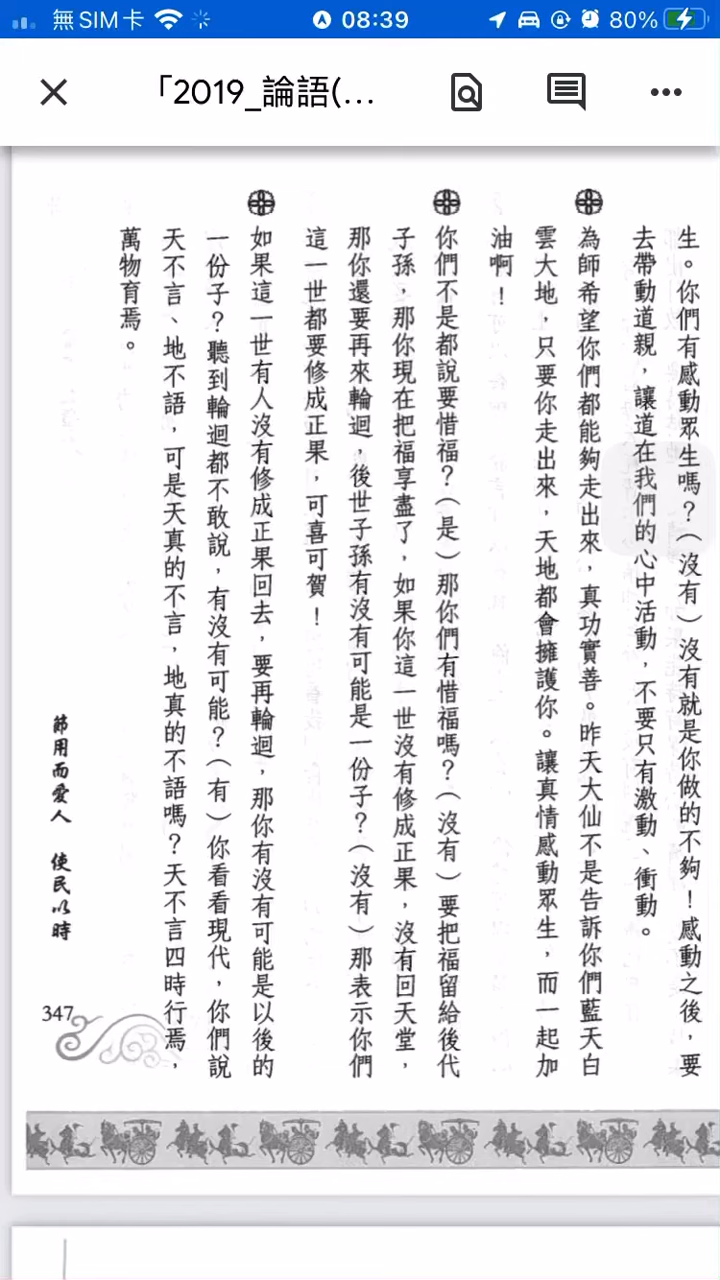 無SIM卡
08:39
80%
「2019_論語(...
生。你們有感動眾生嗎？（沒有）沒有就是你做的不夠！感動之後，要
去帶動道親，讓道在我們的心中活動，不要只有激動、衝動。
為師希望你們都能夠走出來，真功實善。昨天大仙不是告訴你們藍天白
雲大地，只要你走出來，天地都會擁護你。讓真情感動眾生，而一起加
油啊！
你們不是都說要惜福？（是）那你們有惜福嗎？（沒有）要把福留給後代
子孫，那你現在把福享盡了，如果你這一世沒有修成正果，沒有回天堂，
那你還要再來輪迴，後世子孫有沒有可能是一份子？（沒有）那表示你們
這一世都要修成正果，可喜可賀！
如果這一世有人沒有修成正果回去，要再輪迴，那你有沒有可能是以後的
一份子？聽到輪迴都不敢說，有沒有可能？（有）你看看現代，你們說
天不言、地不語，可是天真的不言，地真的不語嗎？天不言四時行焉，
萬物育焉。
節用而愛人　使民以時
347